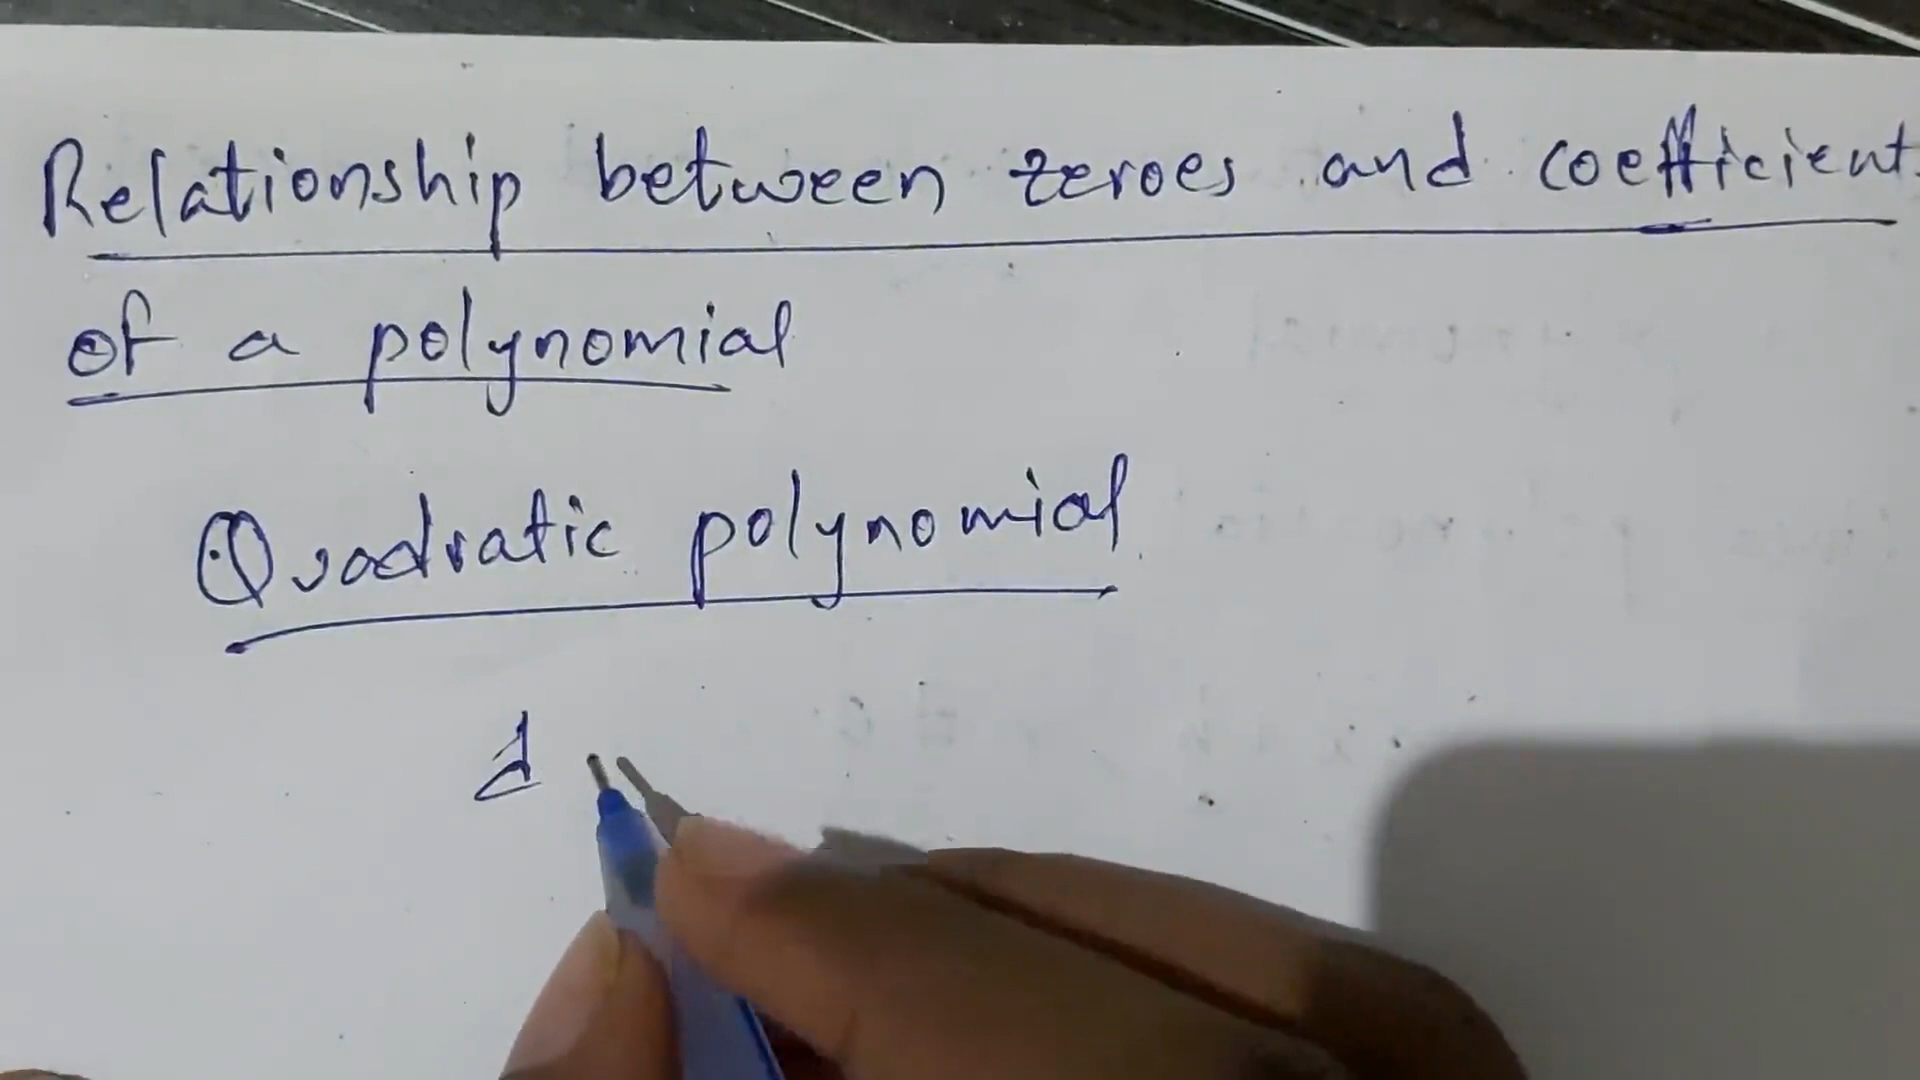 Relationship between zeroes and coefficient
of a polynomial
Quadratic polynomial